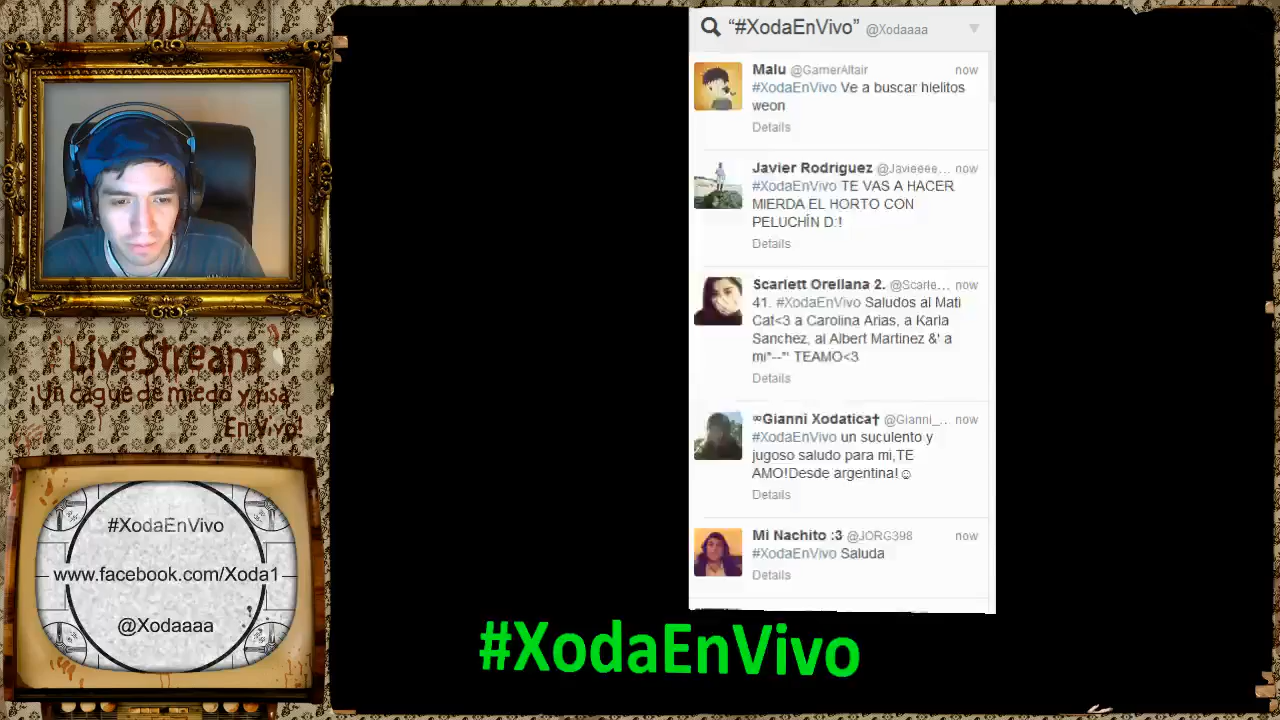 XODA
LiveStream
¡Un cague de miedo y risa
En Vivo!
#XodaEnVivo
www.facebook.com/Xoda1
@Xodaaaa
“#XodaEnVivo” @Xodaaaa
Malu @GamerAltair now
#XodaEnVivo Ve a buscar hielitos
weon
Details
Javier Rodriguez @Javieeee... now
#XodaEnVivo TE VAS A HACER
MIERDA EL HORTO CON
PELUCHÍN D:!
Details
Scarlett Orellana 2. @Scarle... now
41. #XodaEnVivo Saludos al Mati
Cat<3 a Carolina Arias, a Karla
Sanchez, al Albert Martinez &' a
mi*--*' TEAMO<3
Details
∞Gianni Xodatica† @Gianni_... now
#XodaEnVivo un suculento y
jugoso saludo para mi,TE
AMO!Desde argentina!☺
Details
Mi Nachito :3 @JORG398 now
#XodaEnVivo Saluda
Details
#XodaEnVivo